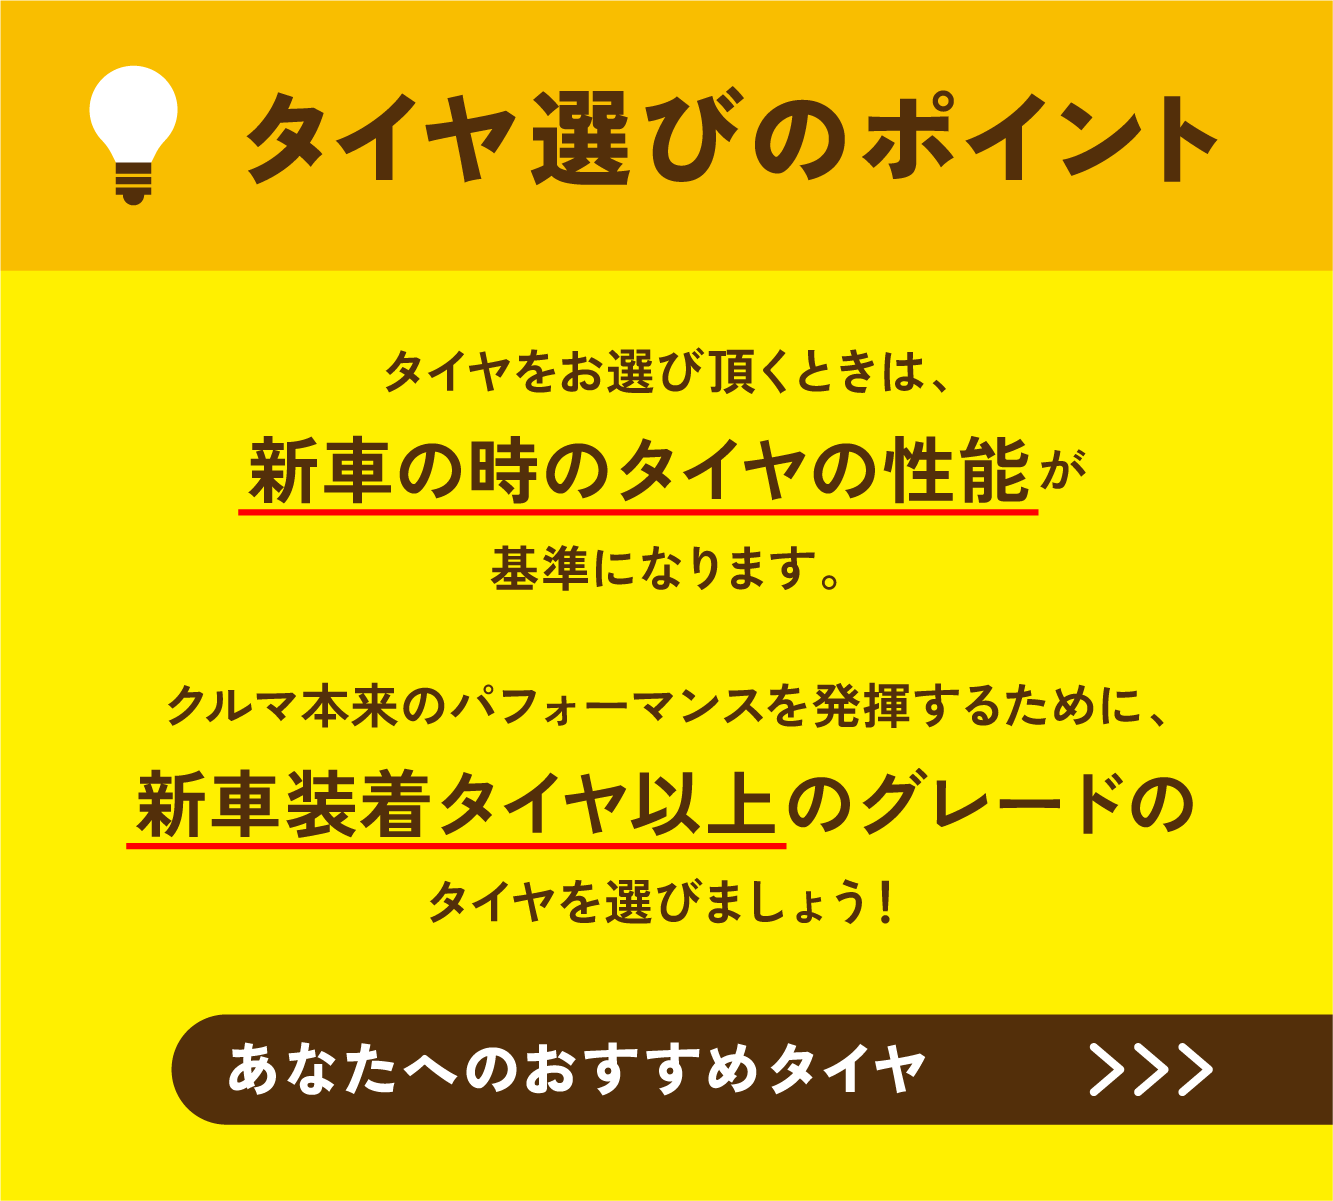 タイヤ選びのポイント
タイヤをお選び頂くときは、
新車の時のタイヤの性能が
基準になります。
クルマ本来のパフォーマンスを発揮するために、
新車装着タイヤ以上のグレードの
タイヤを選びましょう!
あなたへのおすすめタイヤ